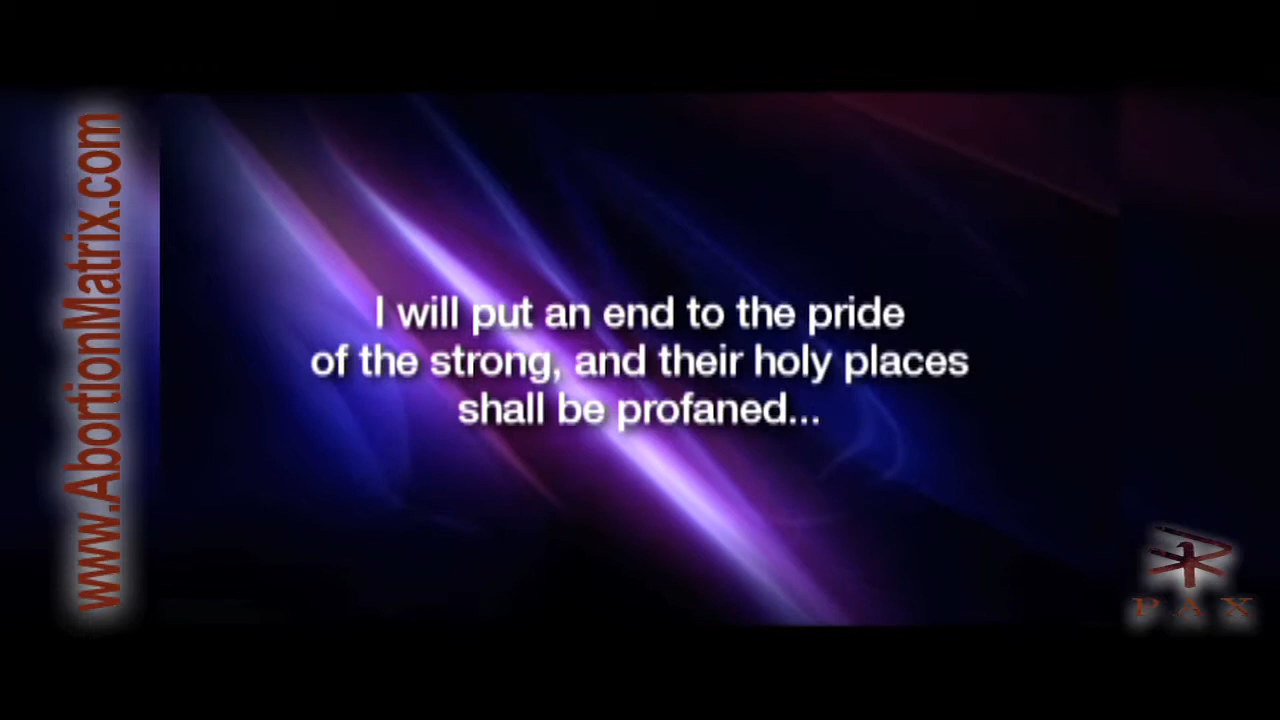 www.AbortionMatrix.com
I will put an end to the pride
of the strong, and their holy places
shall be profaned...
PAX